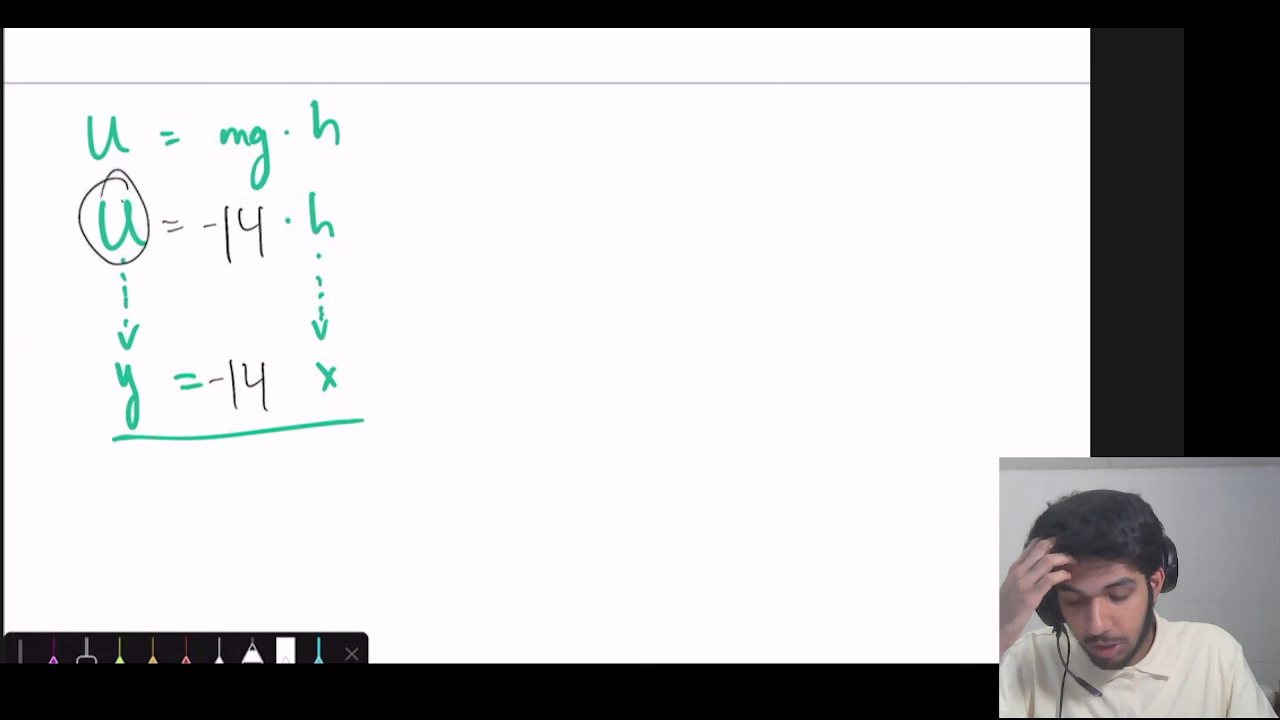 U = mg · h
U = -14 · h
y = -14 x